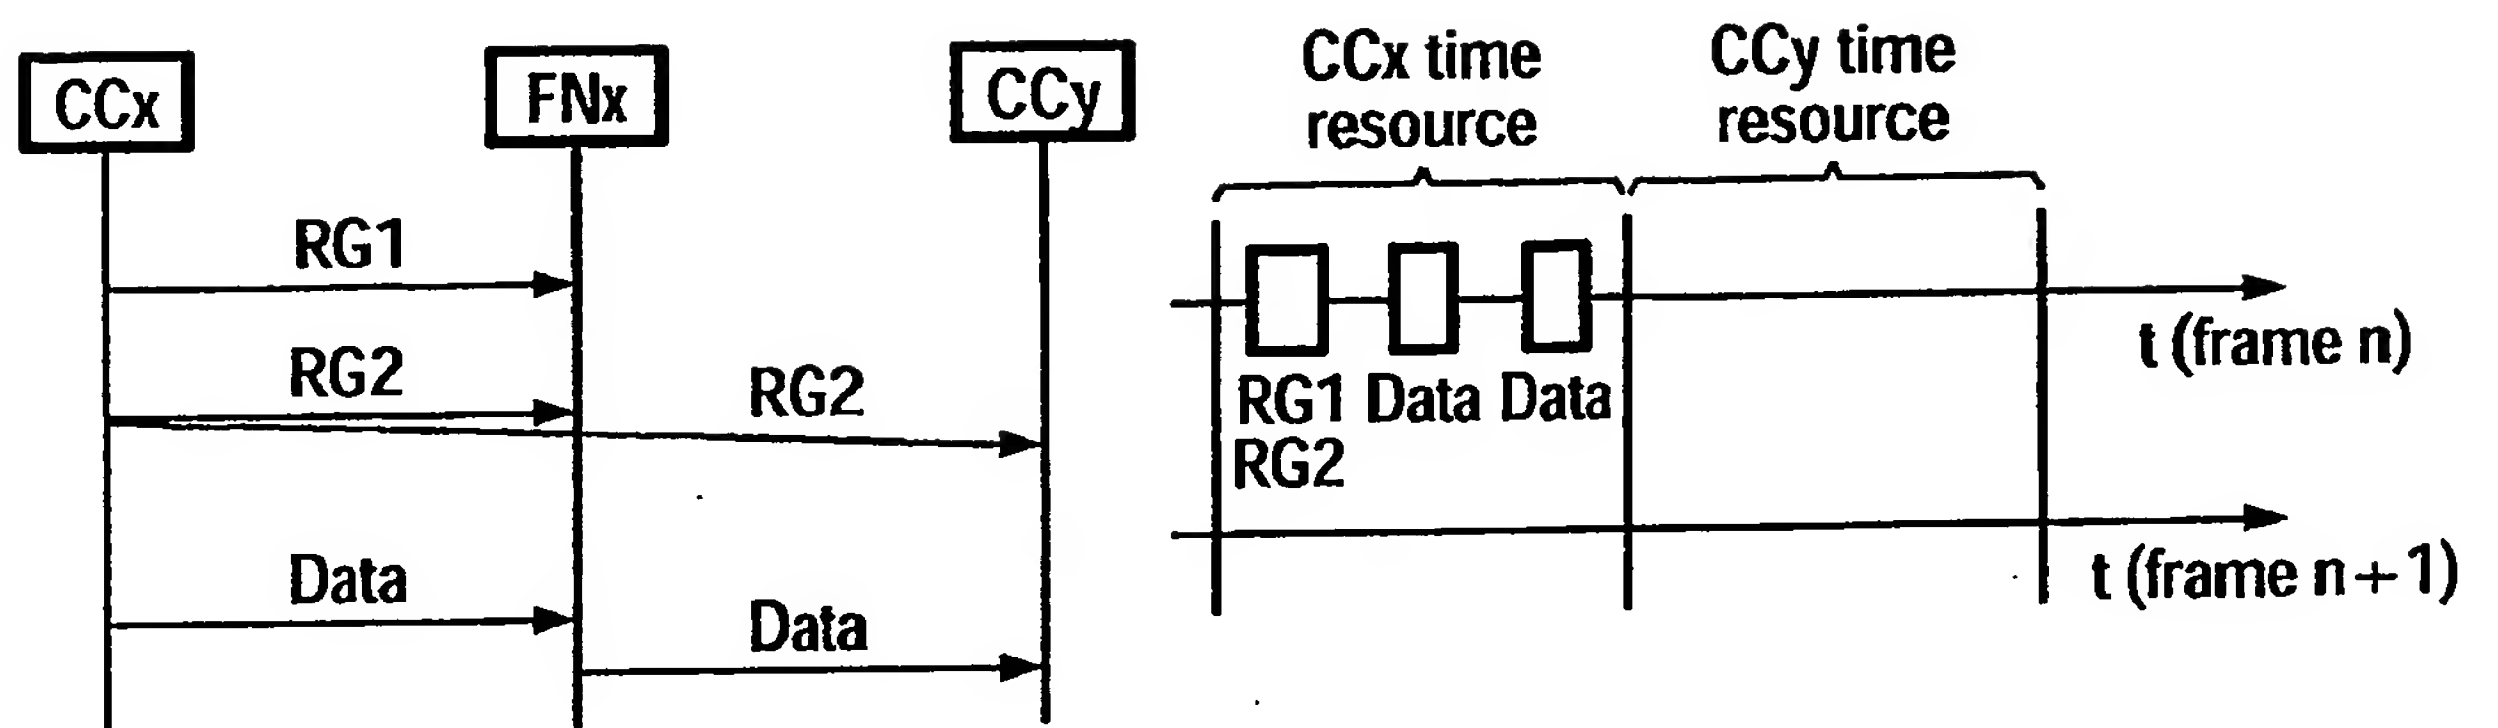 CCx
FNx
CCy
RG1
RG2
RG2
Data
Data
CCx time
resource
CCy time
resource
RG1 Data Data
RG2
t (frame n)
t (frame n + 1)